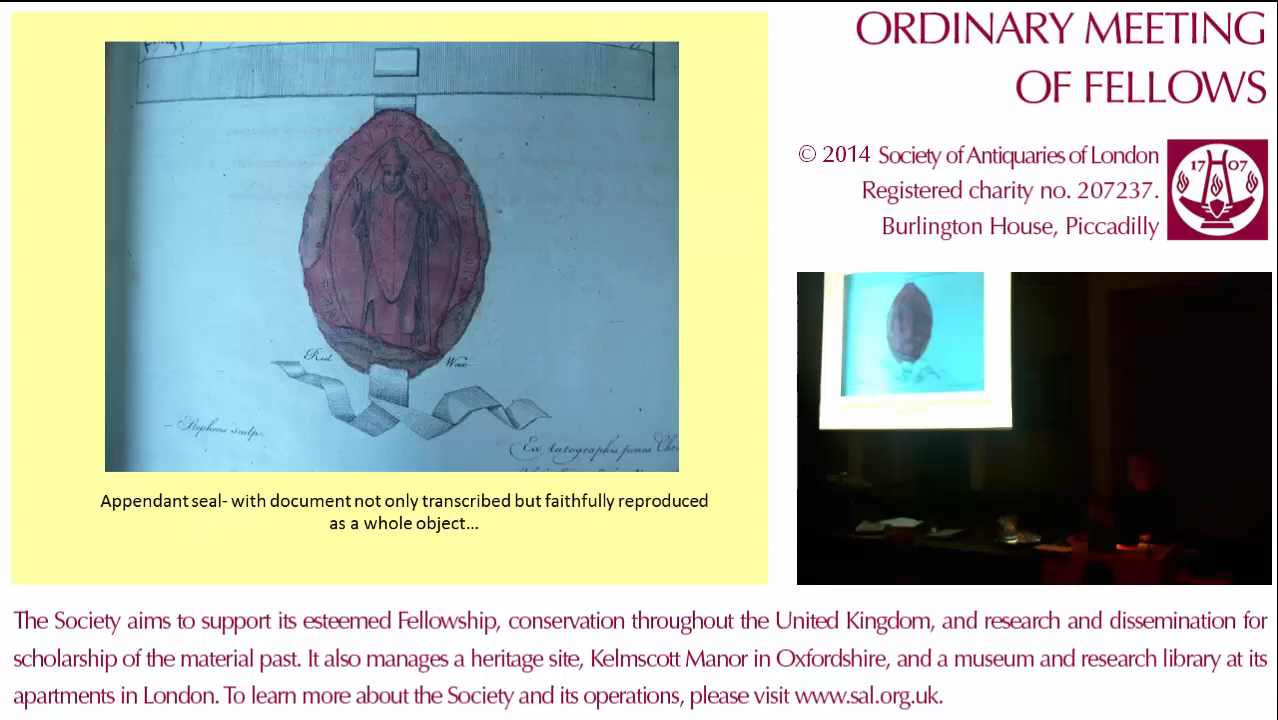 Red Wax
Stephens sculp.
Ex Autographis penes
Appendant seal- with document not only transcribed but faithfully reproduced
as a whole object...
ORDINARY MEETING
OF FELLOWS
© 2014 Society of Antiquaries of London
Registered charity no. 207237.
Burlington House, Piccadilly
17 07
The Society aims to support its esteemed Fellowship, conservation throughout the United Kingdom, and research and dissemination for
scholarship of the material past. It also manages a heritage site, Kelmscott Manor in Oxfordshire, and a museum and research library at its
apartments in London. To learn more about the Society and its operations, please visit www.sal.org.uk.